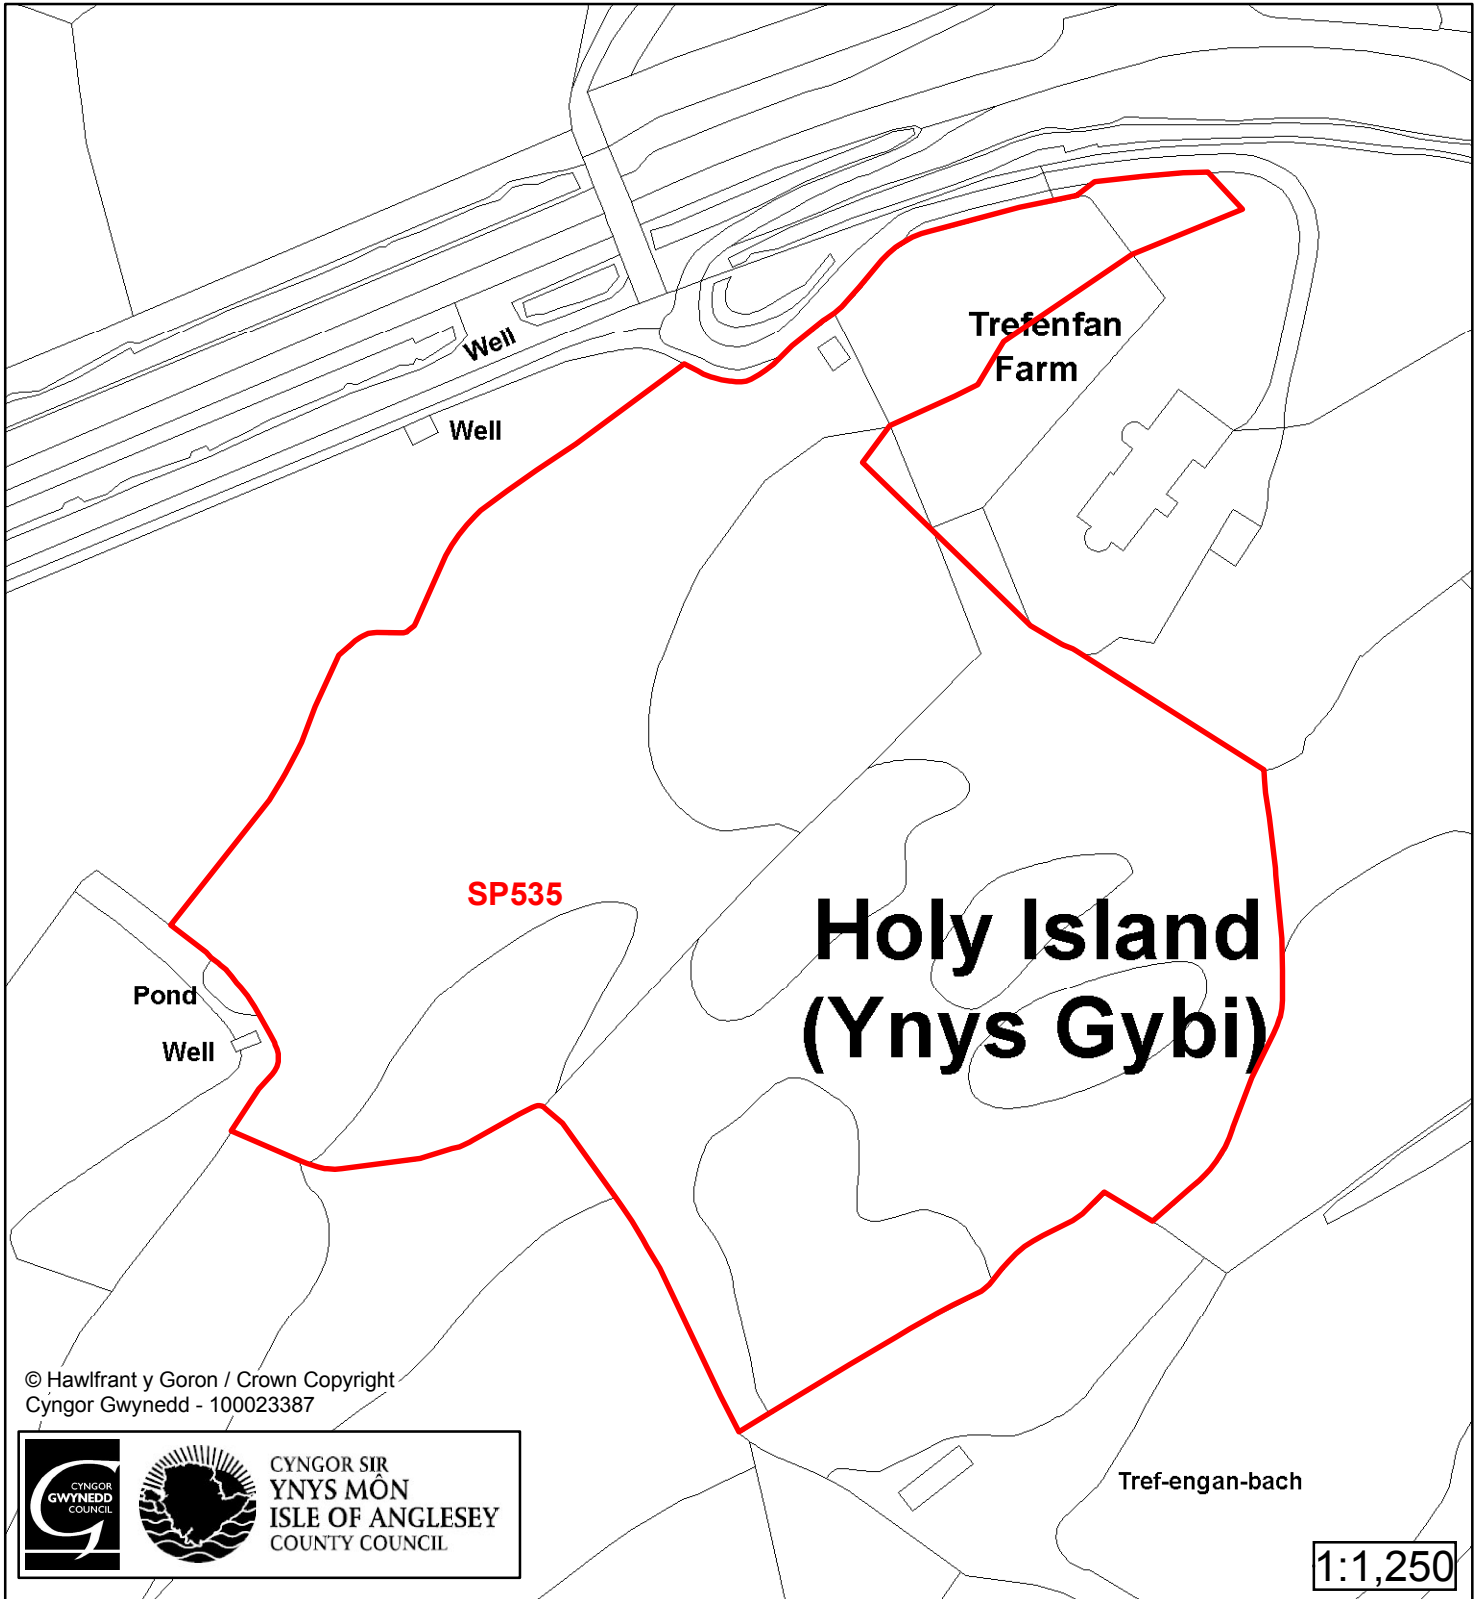 Trefenfan
Farm
Well
Well
SP535
Holy Island
(Ynys Gybi)
Pond
Well
© Hawlfrant y Goron / Crown Copyright
Cyngor Gwynedd - 100023387
CYNGOR
GWYNEDD
COUNCIL
CYNGOR SIR
YNYS MÔN
ISLE OF ANGLESEY
COUNTY COUNCIL
Tref-engan-bach
1:1,250